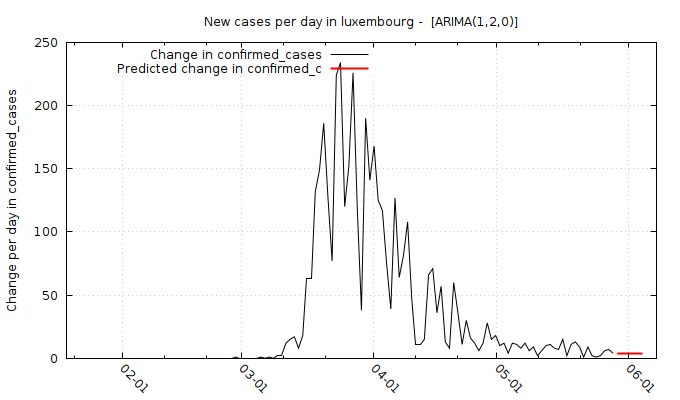 New cases per day in luxembourg -  [ARIMA(1,2,0)]
Change in confirmed_cases
Predicted change in confirmed_c
Change per day in confirmed_cases
250
200
150
100
50
0
02-01
03-01
04-01
05-01
06-01